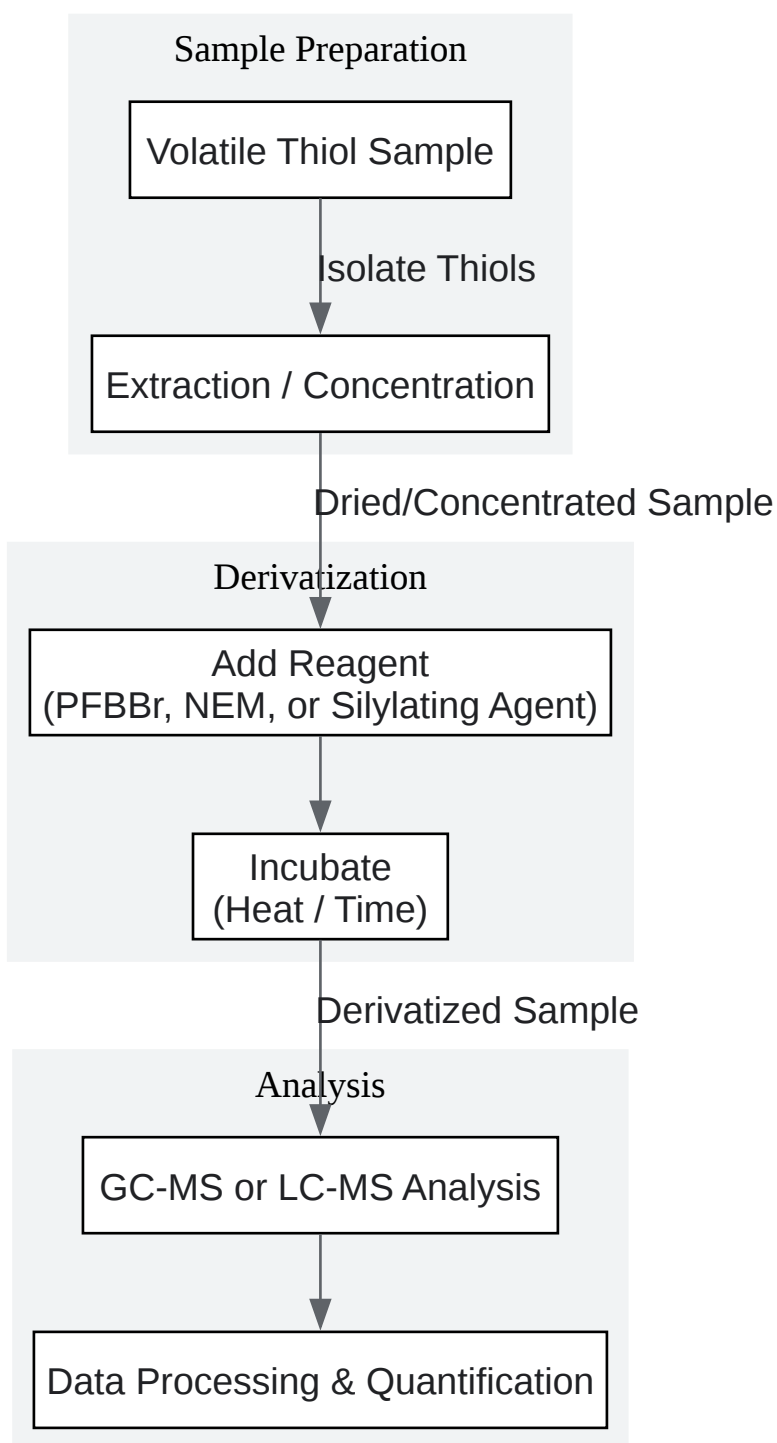 Sample Preparation
Volatile Thiol Sample
Isolate Thiols
Extraction / Concentration
Dried/Concentrated Sample
Derivatization
Add Reagent
(PFBBr, NEM, or Silylating Agent)
Incubate
(Heat / Time)
Derivatized Sample
Analysis
GC-MS or LC-MS Analysis
Data Processing & Quantification